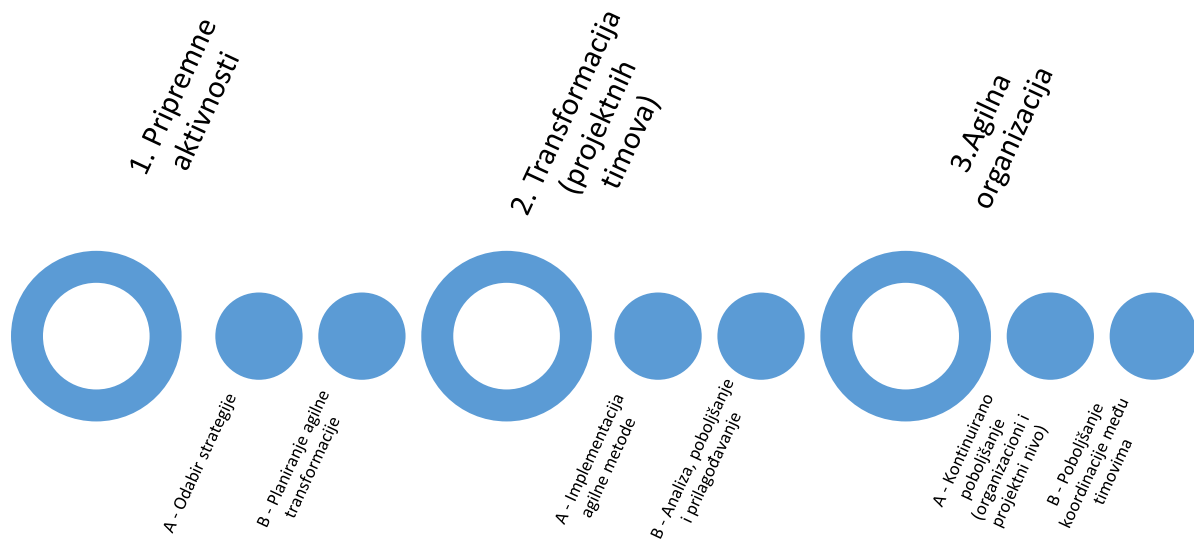 1. Pripremne
aktivnosti
A - Odabir strategije
B - Planiranje agilne
transformacije
2. Transformacija
(projektnih
timova)
A - Implementacija
agilne metode
B - Analiza, poboljšanje
i prilagođavanje
3.Agilna
organizacija
A - Kontinuirano
poboljšanje
(organizacioni i
projektni nivo)
B - Poboljšanje
koordinacije među
timovima